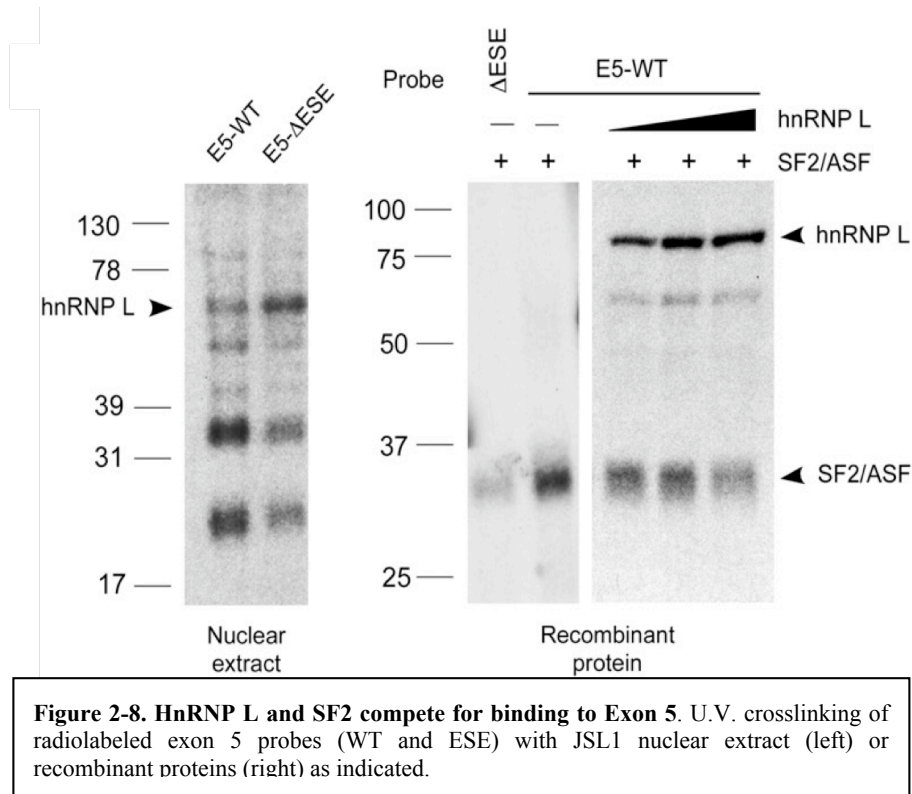 E5-WT
E5-ΔESE
130
78
hnRNP L
39
31
17
Nuclear
extract
Probe
ΔESE
E5-WT
— —
hnRNP L
+ + + + +
SF2/ASF
100
75
50
37
25
hnRNP L
SF2/ASF
Recombinant
protein
Figure 2-8. HnRNP L and SF2 compete for binding to Exon 5. U.V. crosslinking of
radiolabeled exon 5 probes (WT and ESE) with JSL1 nuclear extract (left) or
recombinant proteins (right) as indicated.